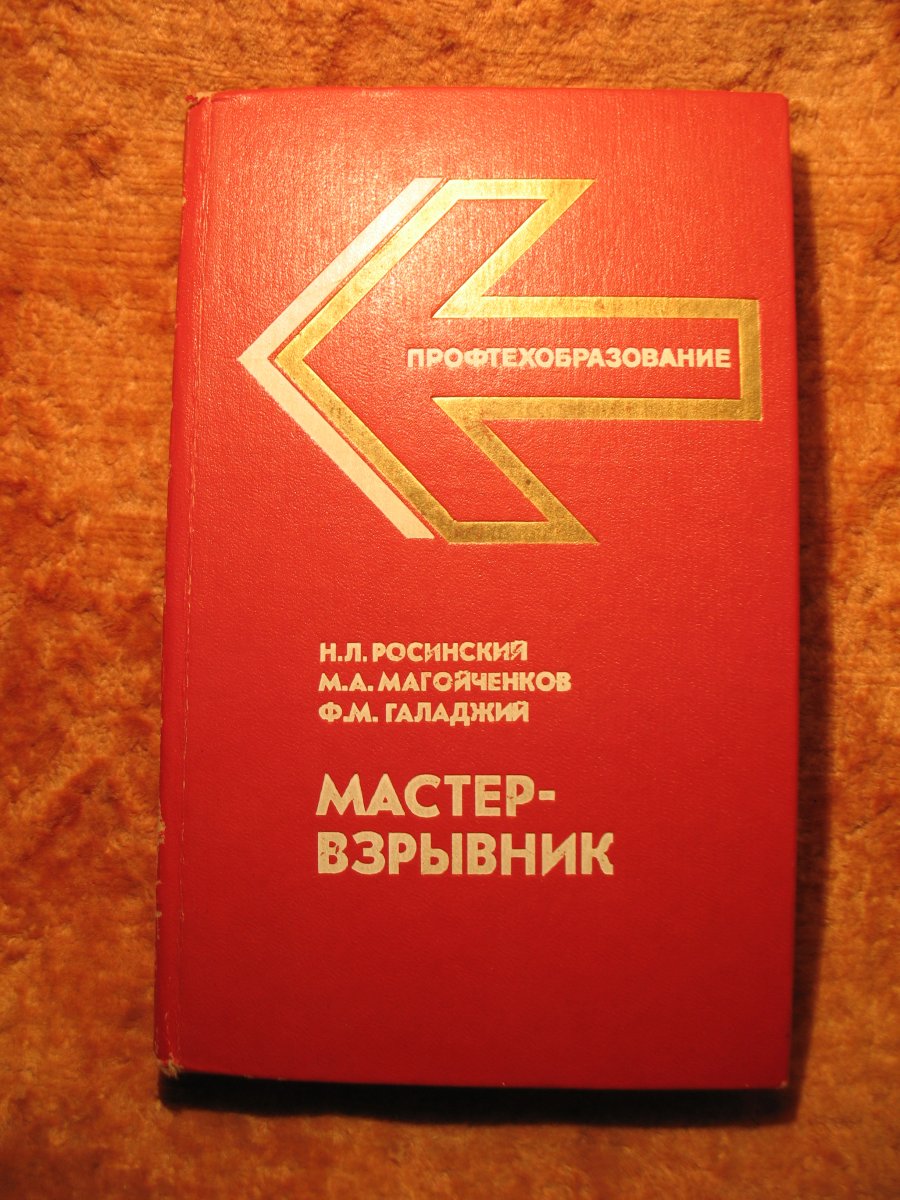 ПРОФТЕХОБРАЗОВАНИЕ
Н.Л. РОСИНСКИЙ
М.А. МАГОЙЧЕНКОВ
Ф.М. ГАЛАДЖИЙ
МАСТЕР-
ВЗРЫВНИК